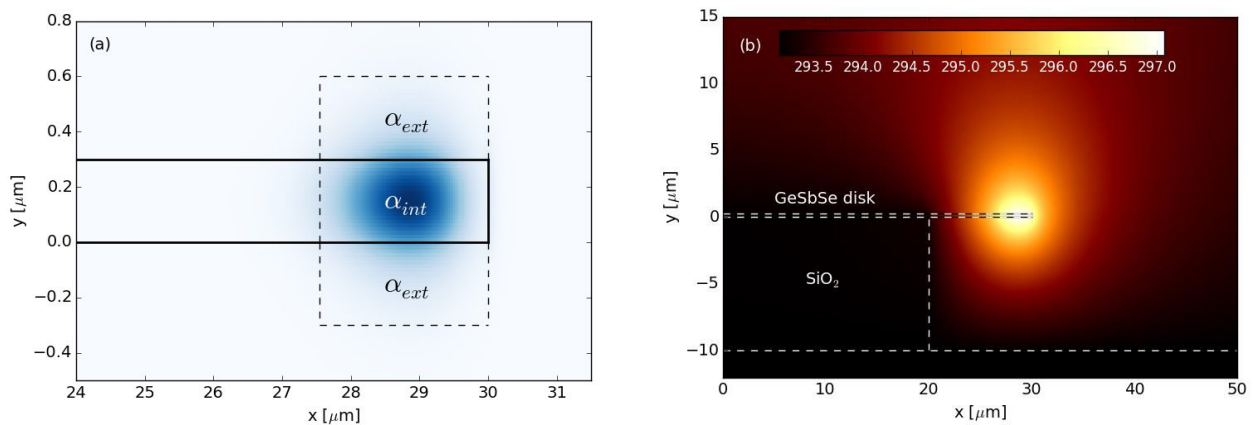 (a)
0.8
0.6
0.4
0.2
0.0
−0.2
−0.4
y [μm]
α_ext
α_int
α_ext
24 25 26 27 28 29 30 31
x [μm]
(b)
293.5 294.0 294.5 295.0 295.5 296.0 296.5 297.0
15
10
5
0
−5
−10
y [μm]
GeSbSe disk
SiO₂
0 10 20 30 40 50
x [μm]